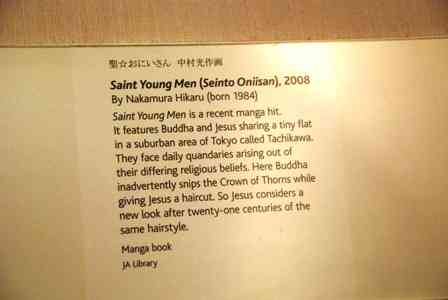 聖☆おにいさん 中村光作画
Saint Young Men (Seinto Oniisan), 2008
By Nakamura Hikaru (born 1984)
Saint Young Men is a recent manga hit.
It features Buddha and Jesus sharing a tiny flat
in a suburban area of Tokyo called Tachikawa.
They face daily quandaries arising out of
their differing religious beliefs. Here Buddha
inadvertently snips the Crown of Thorns while
giving Jesus a haircut. So Jesus considers a
new look after twenty-one centuries of the
same hairstyle.
Manga book
JA Library